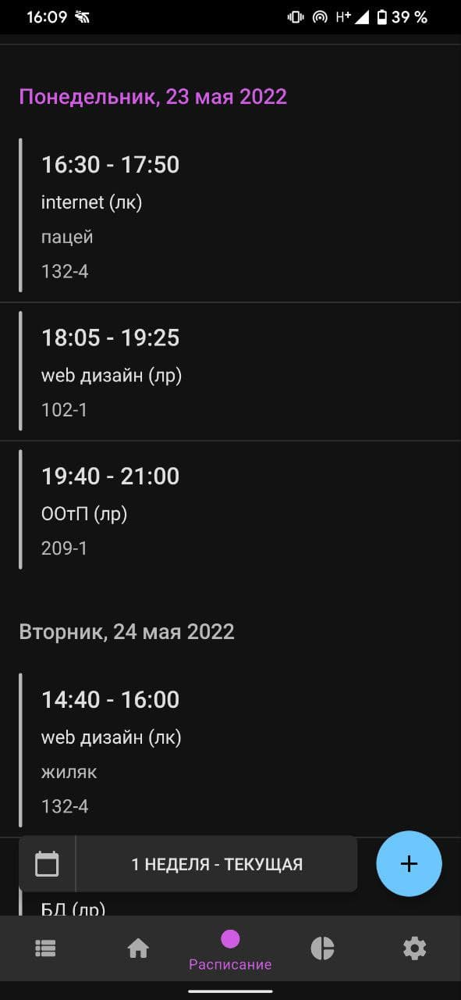 16:09
H+ 39 %
Понедельник, 23 мая 2022
16:30 - 17:50
internet (лк)
пацей
132-4
18:05 - 19:25
web дизайн (лр)
102-1
19:40 - 21:00
ООтП (лр)
209-1
Вторник, 24 мая 2022
14:40 - 16:00
web дизайн (лк)
жиляк
132-4
1 НЕДЕЛЯ - ТЕКУЩАЯ
БД (лр)
Расписание